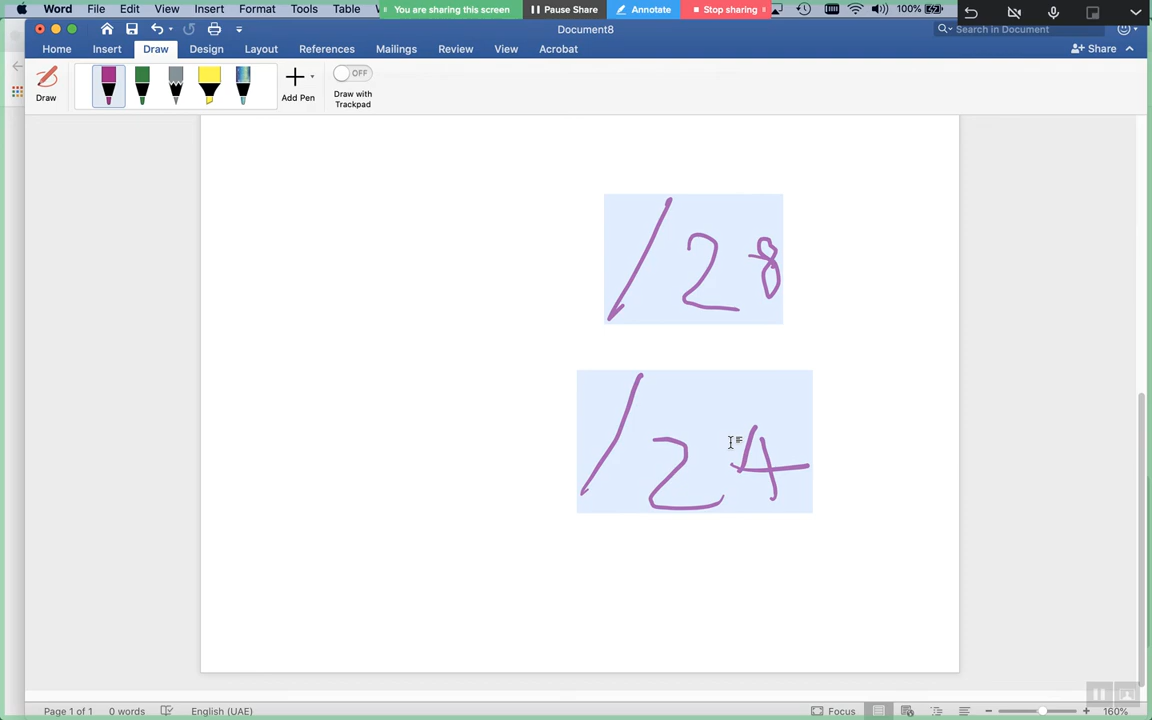 Word File Edit View Insert Format Tools Table You are sharing this screen Pause Share Annotate Stop sharing 100%
Document8 Search in Document
Home Insert Draw Design Layout References Mailings Review View Acrobat Share
OFF
Draw Add Pen Draw with
Trackpad
/28
/24
Page 1 of 1 0 words English (UAE) Focus 160%